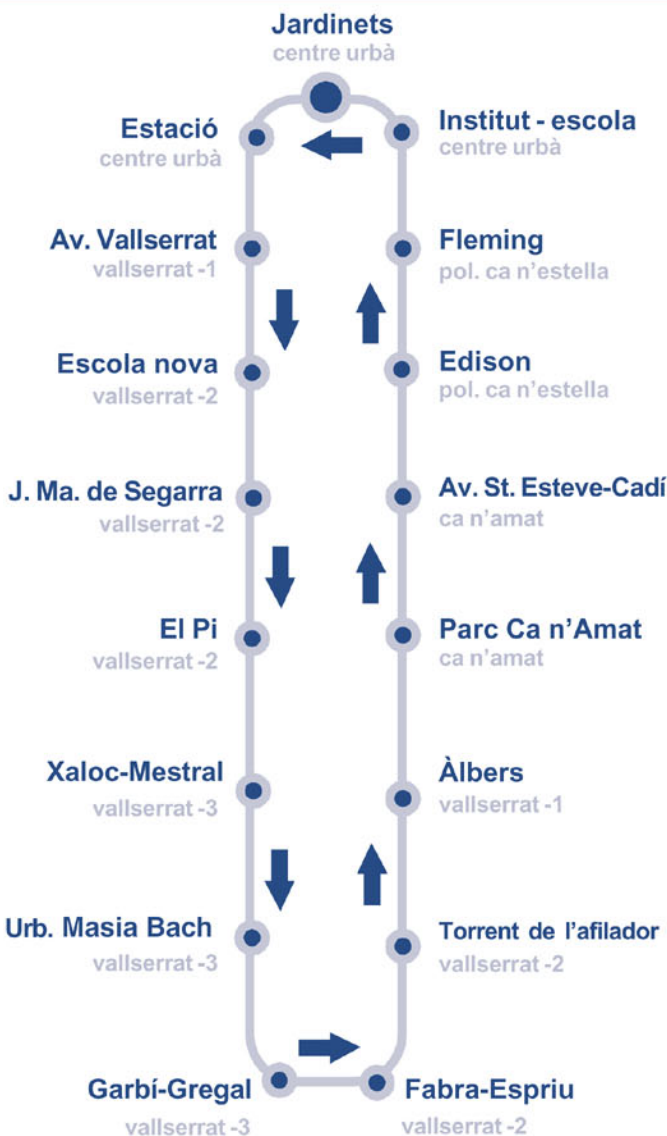 Jardinets
centre urbà
Estació
centre urbà
Institut - escola
centre urbà
Av. Vallserrat
vallserrat -1
Fleming
pol. ca n'estella
Escola nova
vallserrat -2
Edison
pol. ca n'estella
J. Ma. de Segarra
vallserrat -2
Av. St. Esteve-Cadí
ca n'amat
El Pi
vallserrat -2
Parc Ca n'Amat
ca n'amat
Xaloc-Mestral
vallserrat -3
Àlbers
vallserrat -1
Urb. Masia Bach
vallserrat -3
Torrent de l'afilador
vallserrat -2
Garbí-Gregal
vallserrat -3
Fabra-Espriu
vallserrat -2